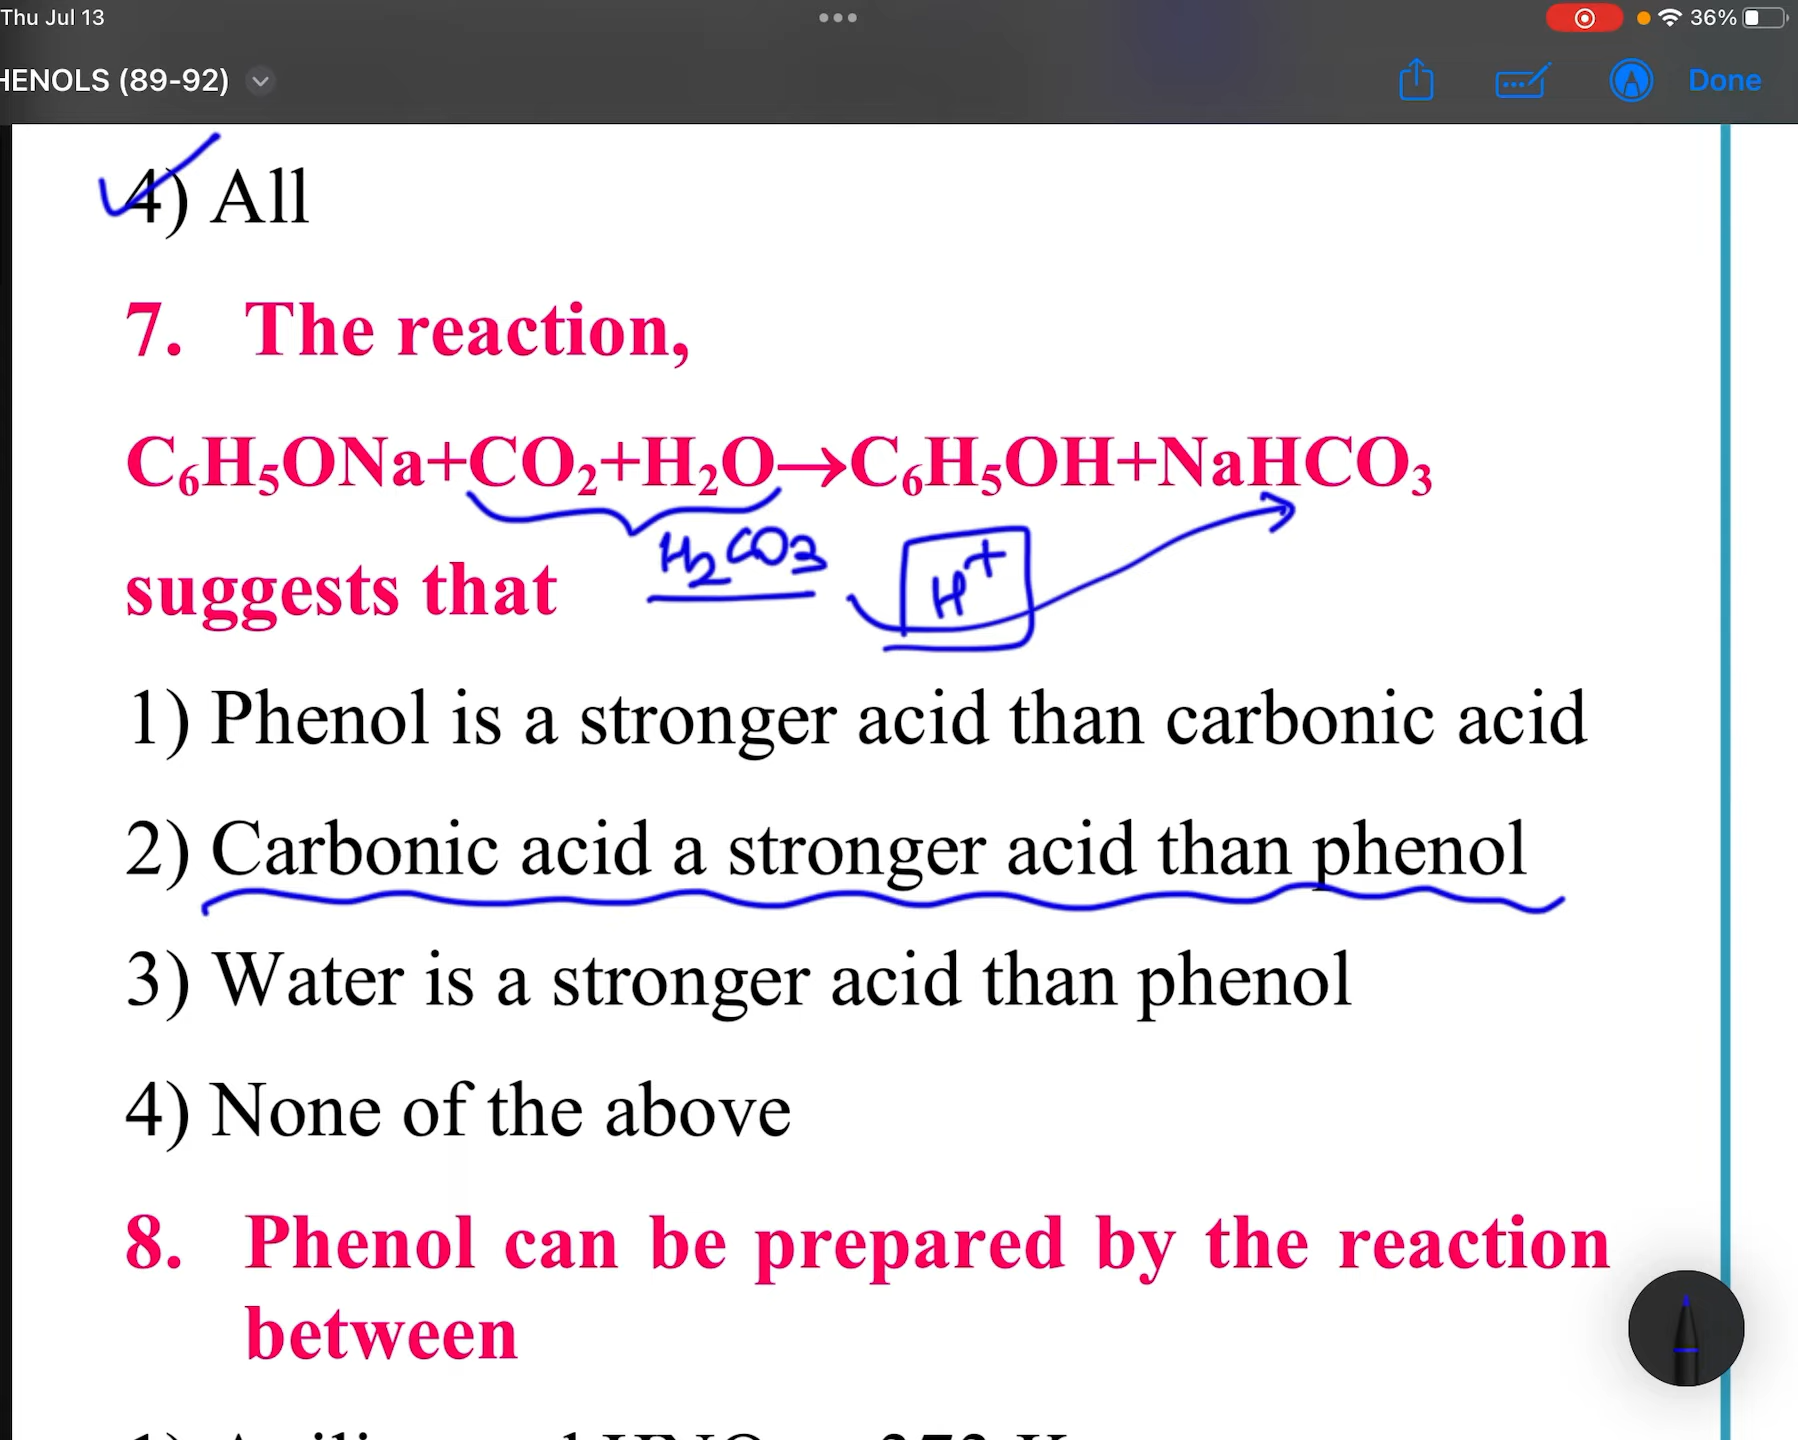 Thu Jul 13
36%
HENOLS (89-92)
Done
4) All
7. The reaction,
C₆H₅ONa+CO₂+H₂O→C₆H₅OH+NaHCO₃
H₂CO₃
H⁺
suggests that
1) Phenol is a stronger acid than carbonic acid
2) Carbonic acid a stronger acid than phenol
3) Water is a stronger acid than phenol
4) None of the above
8. Phenol can be prepared by the reaction
between